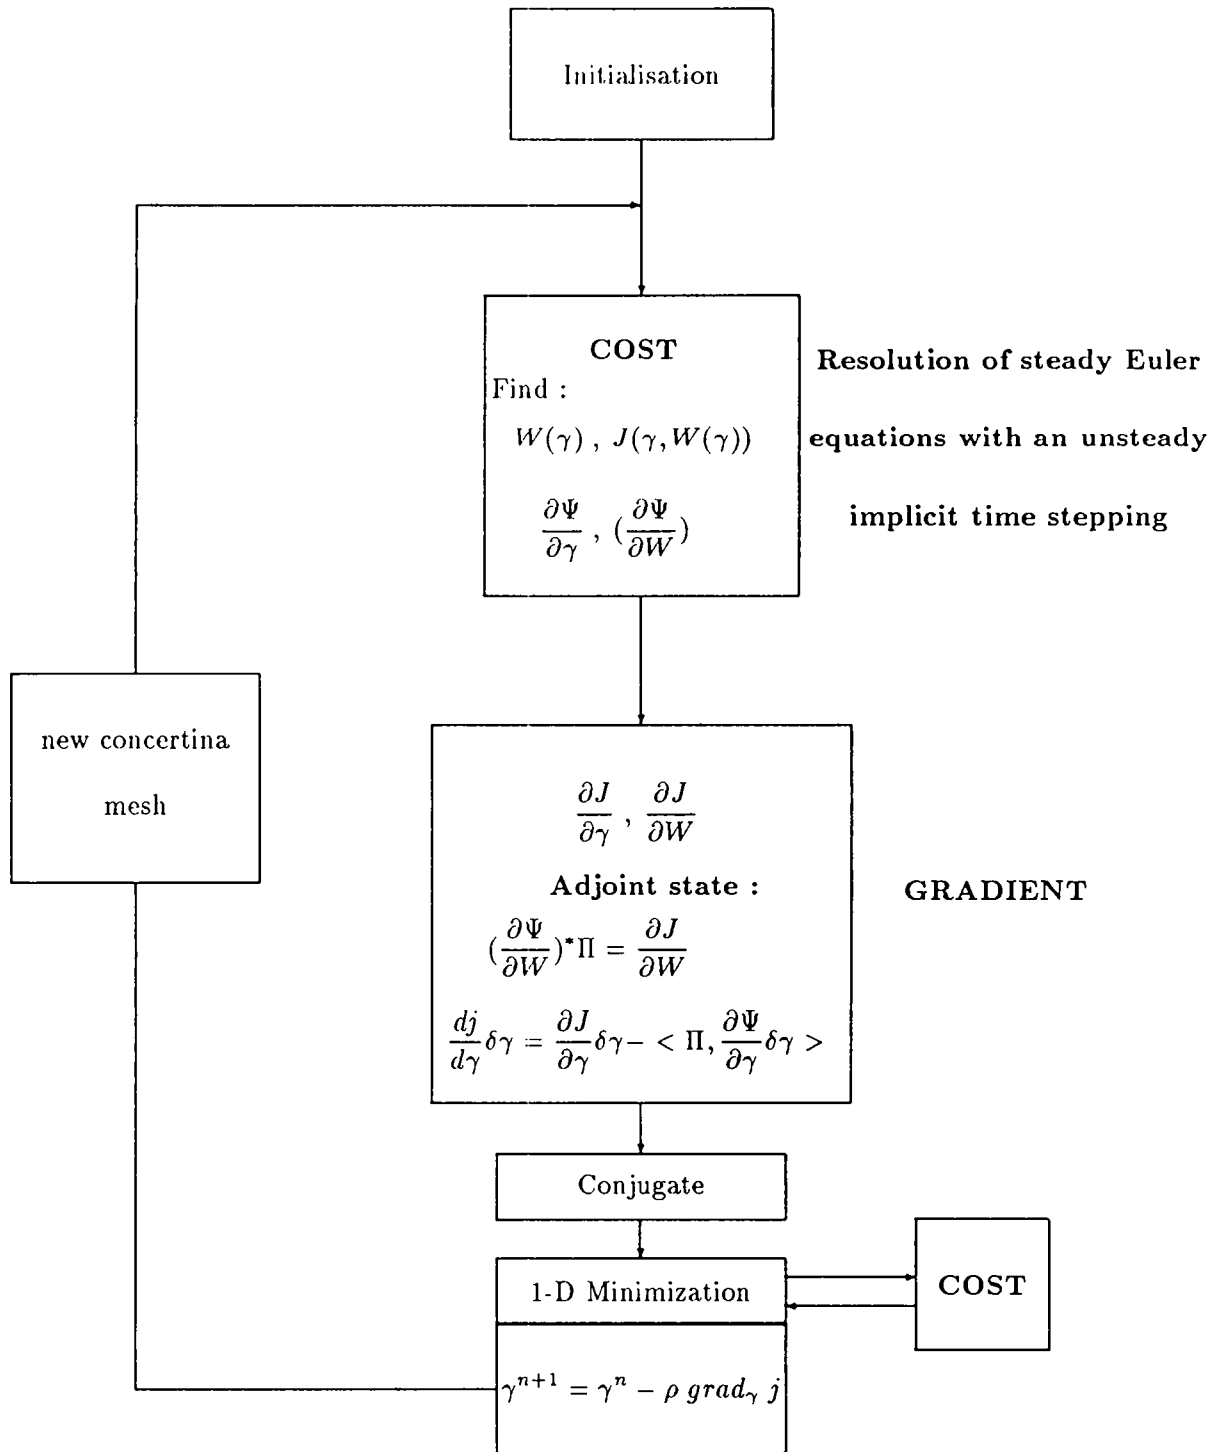 Initialisation
COST
Find :
W(γ) , J(γ, W(γ))
∂Ψ/∂γ , (∂Ψ/∂W)
Resolution of steady Euler
equations with an unsteady
implicit time stepping
new concertina
mesh
∂J/∂γ , ∂J/∂W
Adjoint state :
(∂Ψ/∂W)*Π = ∂J/∂W
dj/dγ δγ = ∂J/∂γ δγ − < Π, ∂Ψ/∂γ δγ >
GRADIENT
Conjugate
1-D Minimization
COST
γ^{n+1} = γ^n − ρ grad_γ j